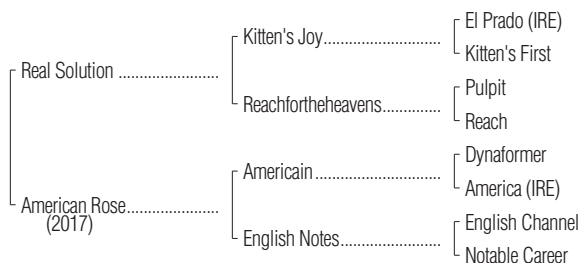 El Prado (IRE)
Kitten's Joy
Kitten's First
Real Solution
Pulpit
Reachfortheheavens
Reach
Dynaformer
Americain
America (IRE)
American Rose
(2017)
English Channel
English Notes
Notable Career